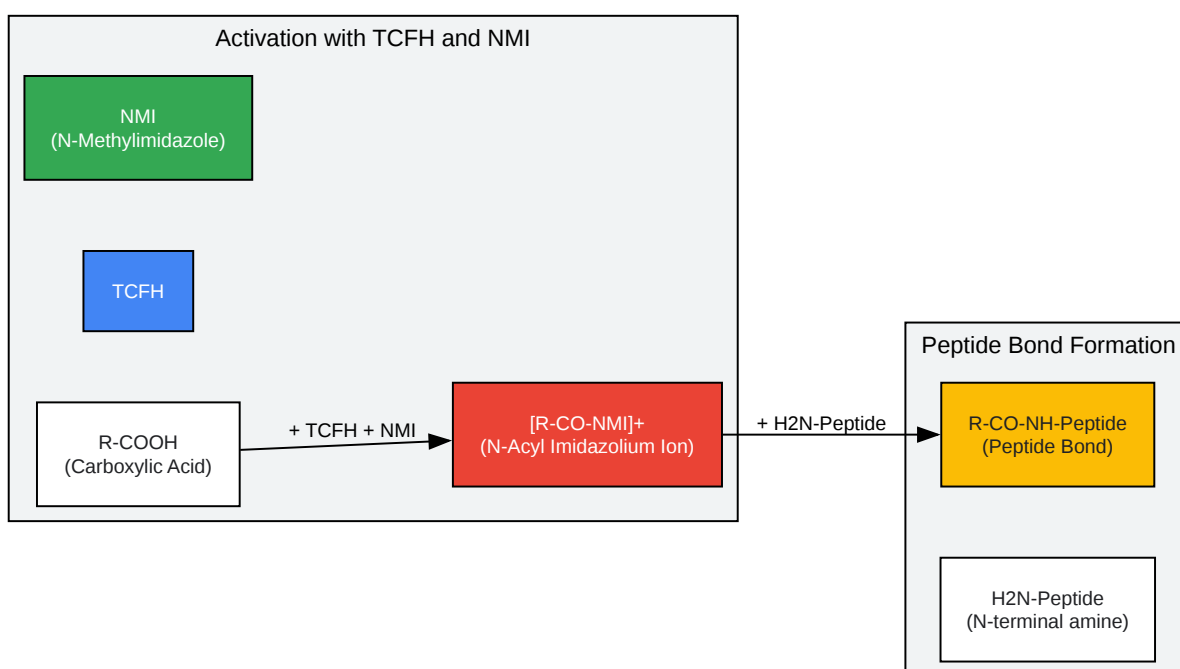 Activation with TCFH and NMI
NMI
(N-Methylimidazole)
TCFH
R-COOH
(Carboxylic Acid)
+ TCFH + NMI
[R-CO-NMI]+
(N-Acyl Imidazolium Ion)
+ H2N-Peptide
Peptide Bond Formation
R-CO-NH-Peptide
(Peptide Bond)
H2N-Peptide
(N-terminal amine)